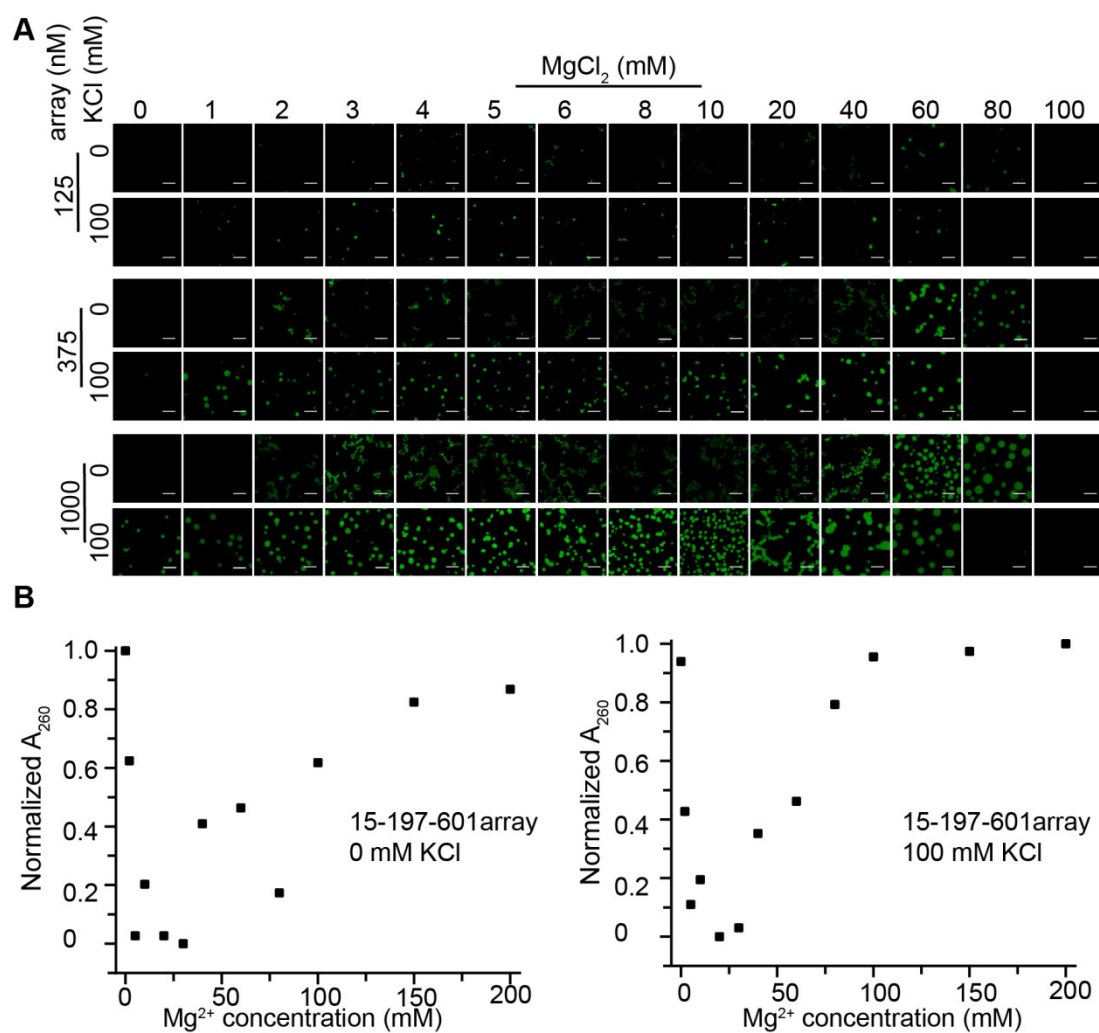 A
array (nM)
KCl (mM)
MgCl₂ (mM)
0 1 2 3 4 5 6 8 10 20 40 60 80 100
125
0
100
375
0
100
1000
0
100
B
Normalized A₂₆₀
1.0
0.8
0.6
0.4
0.2
0
15-197-601array
0 mM KCl
0 50 100 150 200
Mg²⁺ concentration (mM)
Normalized A₂₆₀
1.0
0.8
0.6
0.4
0.2
0
15-197-601array
100 mM KCl
0 50 100 150 200
Mg²⁺ concentration (mM)